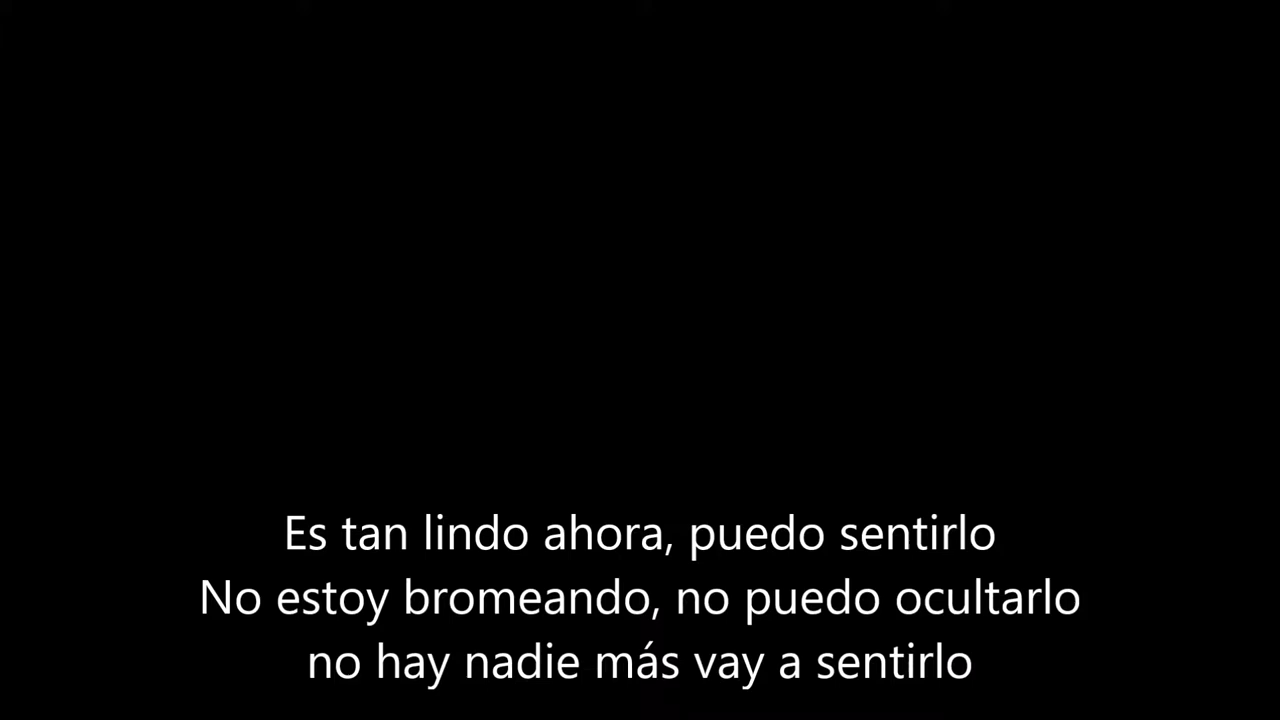 Es tan lindo ahora, puedo sentirlo
No estoy bromeando, no puedo ocultarlo
no hay nadie más vay a sentirlo